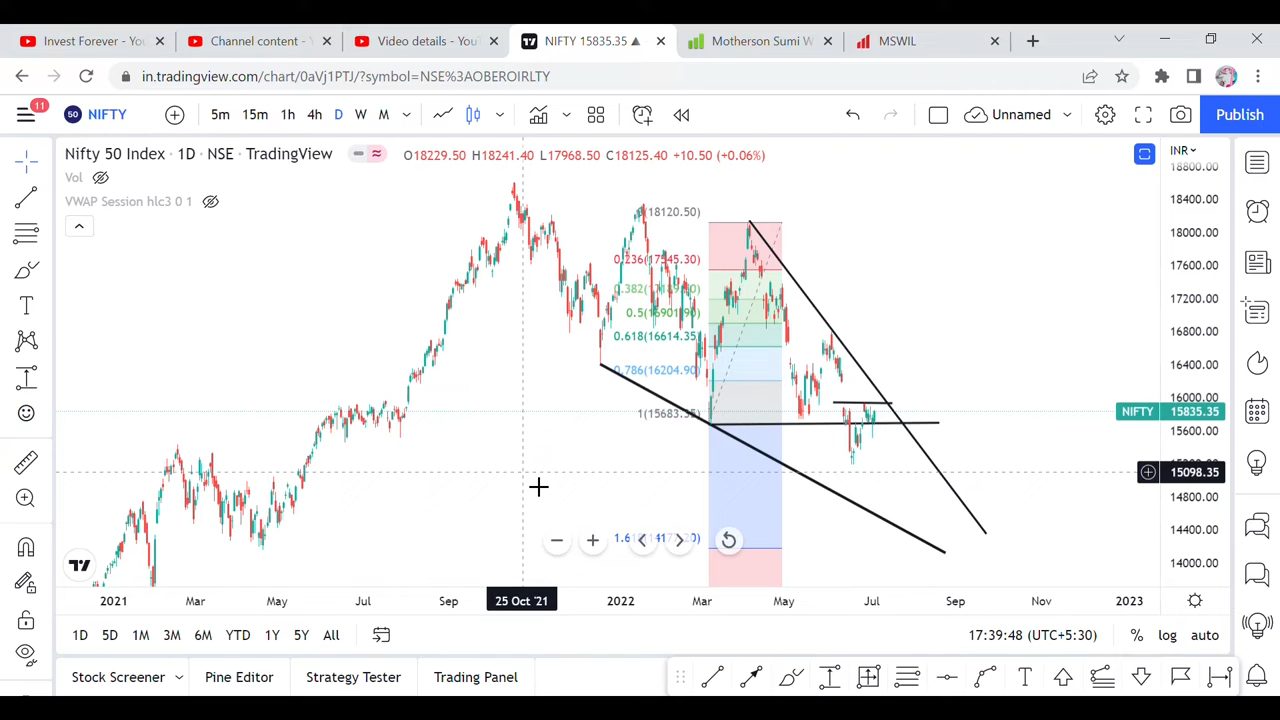 Invest Forever - You
Channel content - You
Video details - YouT
NIFTY 15835.35 ▲
Motherson Sumi W
MSWIL
in.tradingview.com/chart/0aVj1PTJ/?symbol=NSE%3AOBEROIRLTY
11
50 NIFTY
5m 15m 1h 4h D W M
Unnamed
Publish
Nifty 50 Index · 1D · NSE · TradingView
O18229.50 H18241.40 L17968.50 C18125.40 +10.50 (+0.06%)
INR
Vol
VWAP Session hlc3 0 1
18800.00
18400.00
18000.00
17600.00
17200.00
16800.00
16400.00
16000.00
NIFTY 15835.35
15600.00
15098.35
14800.00
14400.00
14000.00
(18120.50)
0.236(17545.30)
0.5(16901.90)
0.618(16614.35)
0.786(16204.90)
1(15683.35)
2021 Mar May Jul Sep 25 Oct '21 2022 Mar May Jul Sep Nov 2023
1D 5D 1M 3M 6M YTD 1Y 5Y All
17:39:48 (UTC+5:30) % log auto
Stock Screener Pine Editor Strategy Tester Trading Panel